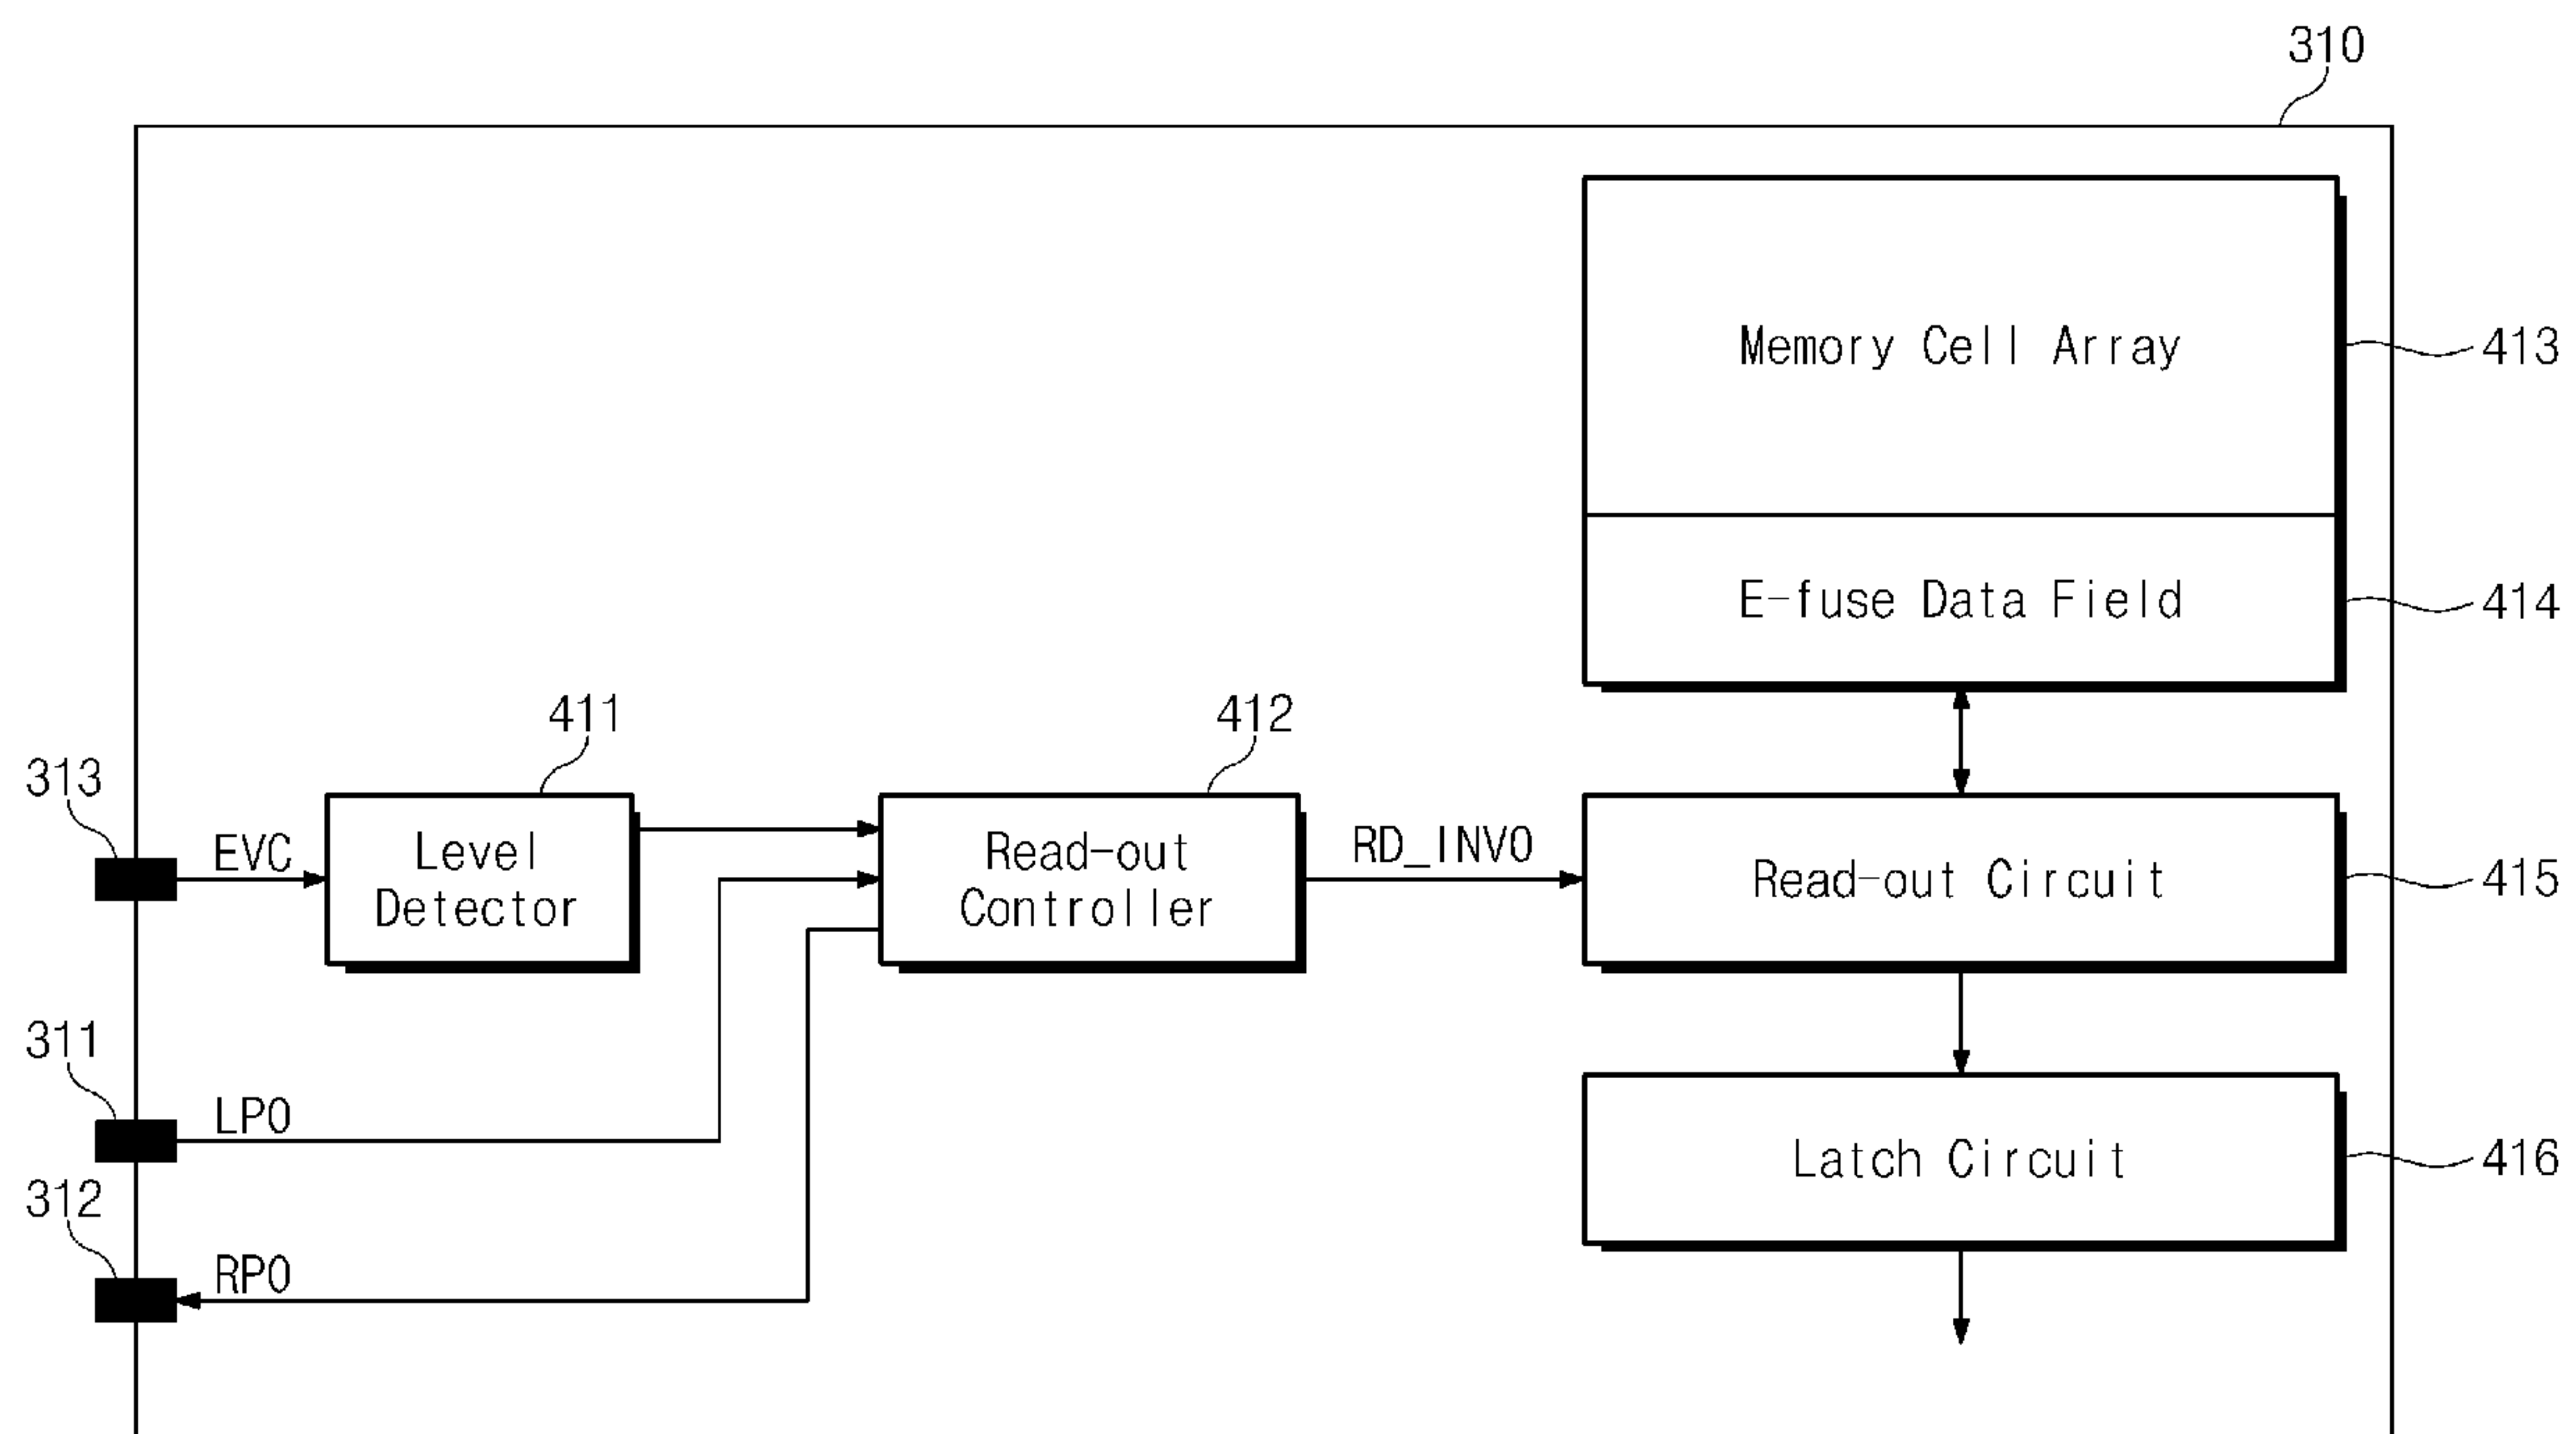 310
Memory Cell Array
413
E-fuse Data Field
414
411
412
313
EVC
Level
Detector
Read-out
Controller
RD_INV0
Read-out Circuit
415
311
LP0
Latch Circuit
416
312
RP0